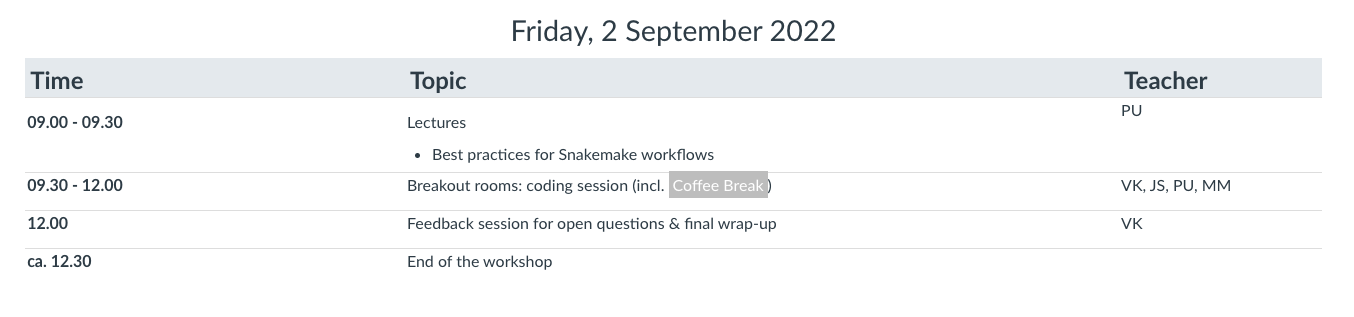 Friday, 2 September 2022
Time Topic Teacher
09.00 - 09.30 Lectures PU
• Best practices for Snakemake workflows
09.30 - 12.00 Breakout rooms: coding session (incl. Coffee Break) VK, JS, PU, MM
12.00 Feedback session for open questions & final wrap-up VK
ca. 12.30 End of the workshop